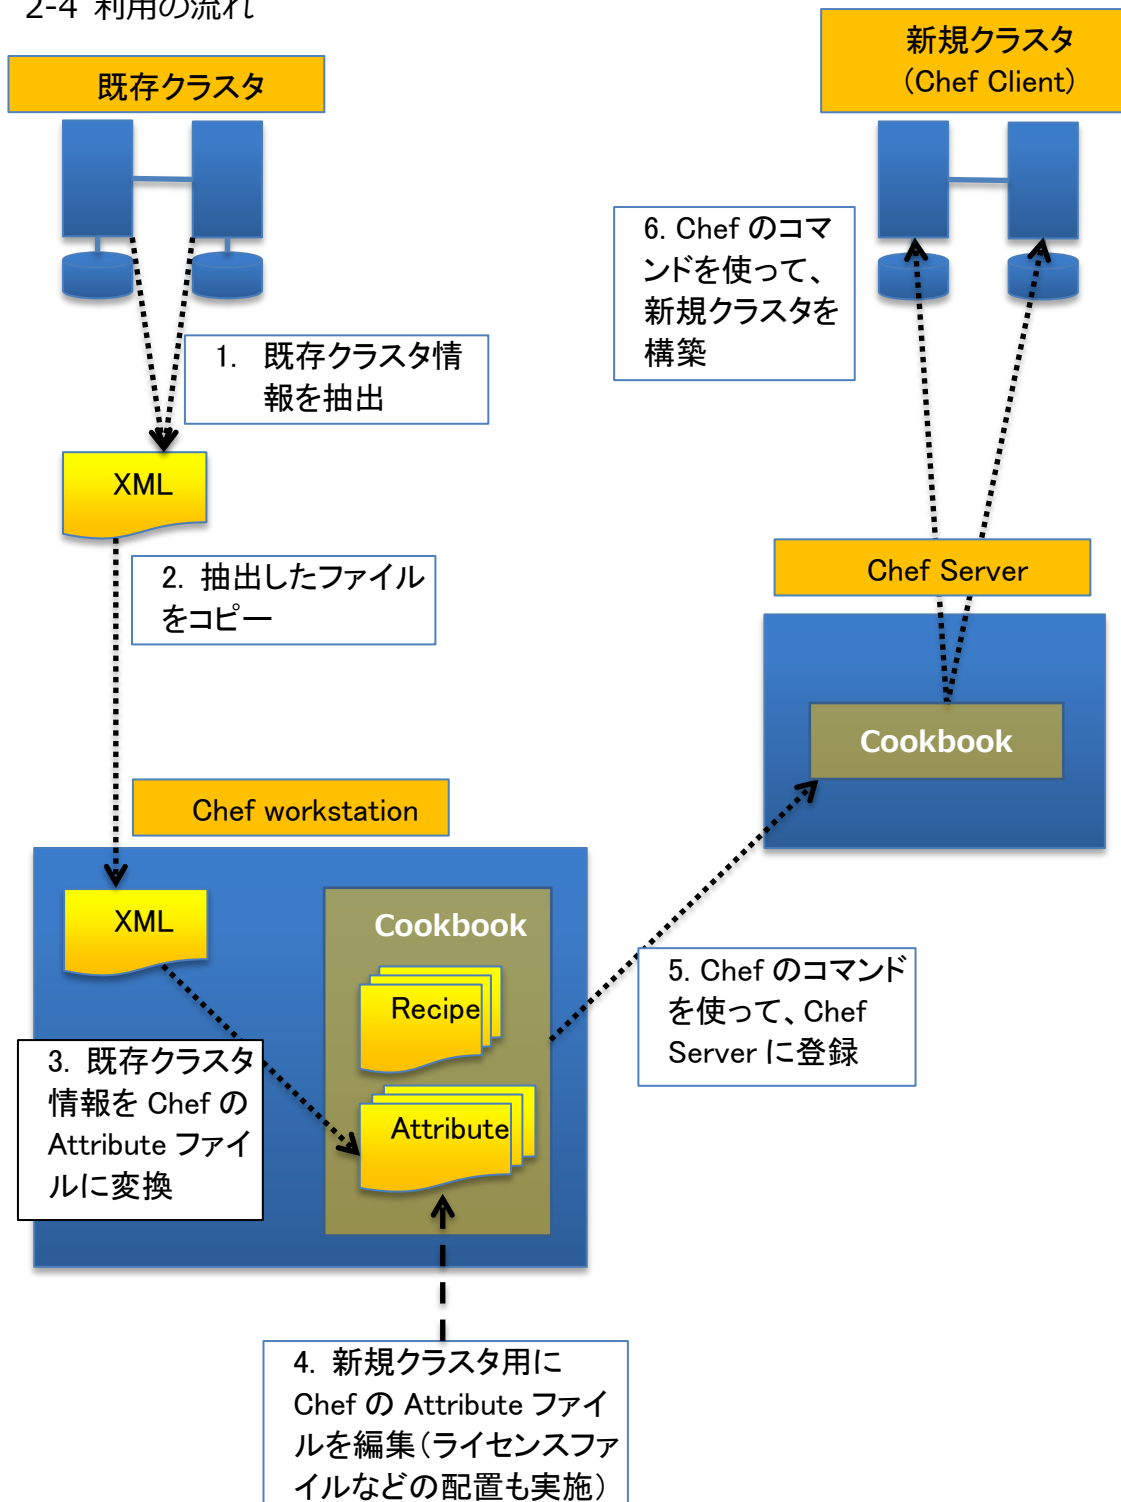 2-4 利用の流れ
既存クラスタ
新規クラスタ
(Chef Client)
6. Chef のコマ
ンドを使って、
新規クラスタを
構築
1. 既存クラスタ情
報を抽出
XML
2. 抽出したファイル
をコピー
Chef Server
Cookbook
Chef workstation
XML
Cookbook
Recipe
Attribute
3. 既存クラスタ
情報を Chef の
Attribute ファイ
ルに変換
5. Chef のコマンド
を使って、Chef
Server に登録
4. 新規クラスタ用に
Chef の Attribute ファイ
ルを編集(ライセンスファ
イルなどの配置も実施)